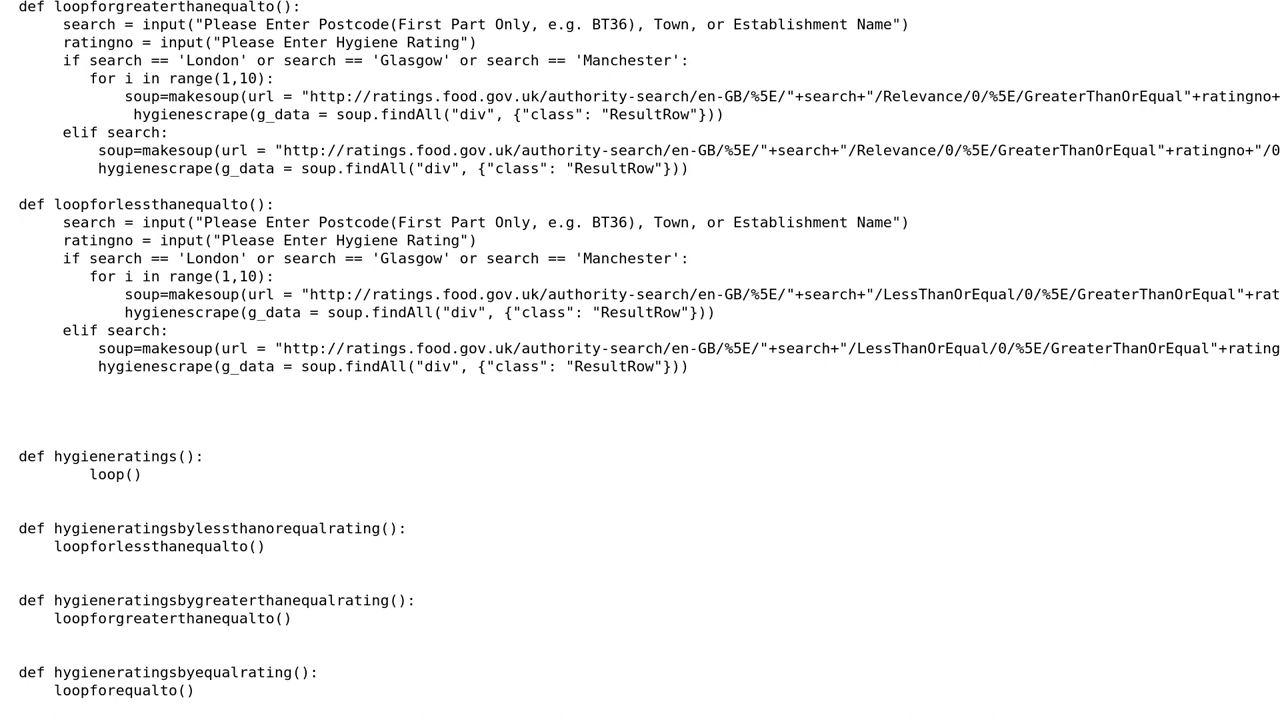 def loopforgreaterthanequalto():
     search = input("Please Enter Postcode(First Part Only, e.g. BT36), Town, or Establishment Name")
     ratingno = input("Please Enter Hygiene Rating")
     if search == 'London' or search == 'Glasgow' or search == 'Manchester':
        for i in range(1,10):
            soup=makesoup(url = "http://ratings.food.gov.uk/authority-search/en-GB/%5E/"+search+"/Relevance/0/%5E/GreaterThanOrEqual"+ratingno+
             hygienescrape(g_data = soup.findAll("div", {"class": "ResultRow"}))
     elif search:
         soup=makesoup(url = "http://ratings.food.gov.uk/authority-search/en-GB/%5E/"+search+"/Relevance/0/%5E/GreaterThanOrEqual"+ratingno+"/0
         hygienescrape(g_data = soup.findAll("div", {"class": "ResultRow"}))
def loopforlessthanequalto():
     search = input("Please Enter Postcode(First Part Only, e.g. BT36), Town, or Establishment Name")
     ratingno = input("Please Enter Hygiene Rating")
     if search == 'London' or search == 'Glasgow' or search == 'Manchester':
        for i in range(1,10):
            soup=makesoup(url = "http://ratings.food.gov.uk/authority-search/en-GB/%5E/"+search+"/LessThanOrEqual/0/%5E/GreaterThanOrEqual"+rat
            hygienescrape(g_data = soup.findAll("div", {"class": "ResultRow"}))
     elif search:
         soup=makesoup(url = "http://ratings.food.gov.uk/authority-search/en-GB/%5E/"+search+"/LessThanOrEqual/0/%5E/GreaterThanOrEqual"+rating
         hygienescrape(g_data = soup.findAll("div", {"class": "ResultRow"}))
def hygieneratings():
        loop()
def hygieneratingsbylessthanorequalrating():
    loopforlessthanequalto()
def hygieneratingsbygreaterthanequalrating():
    loopforgreaterthanequalto()
def hygieneratingsbyequalrating():
    loopforequalto()